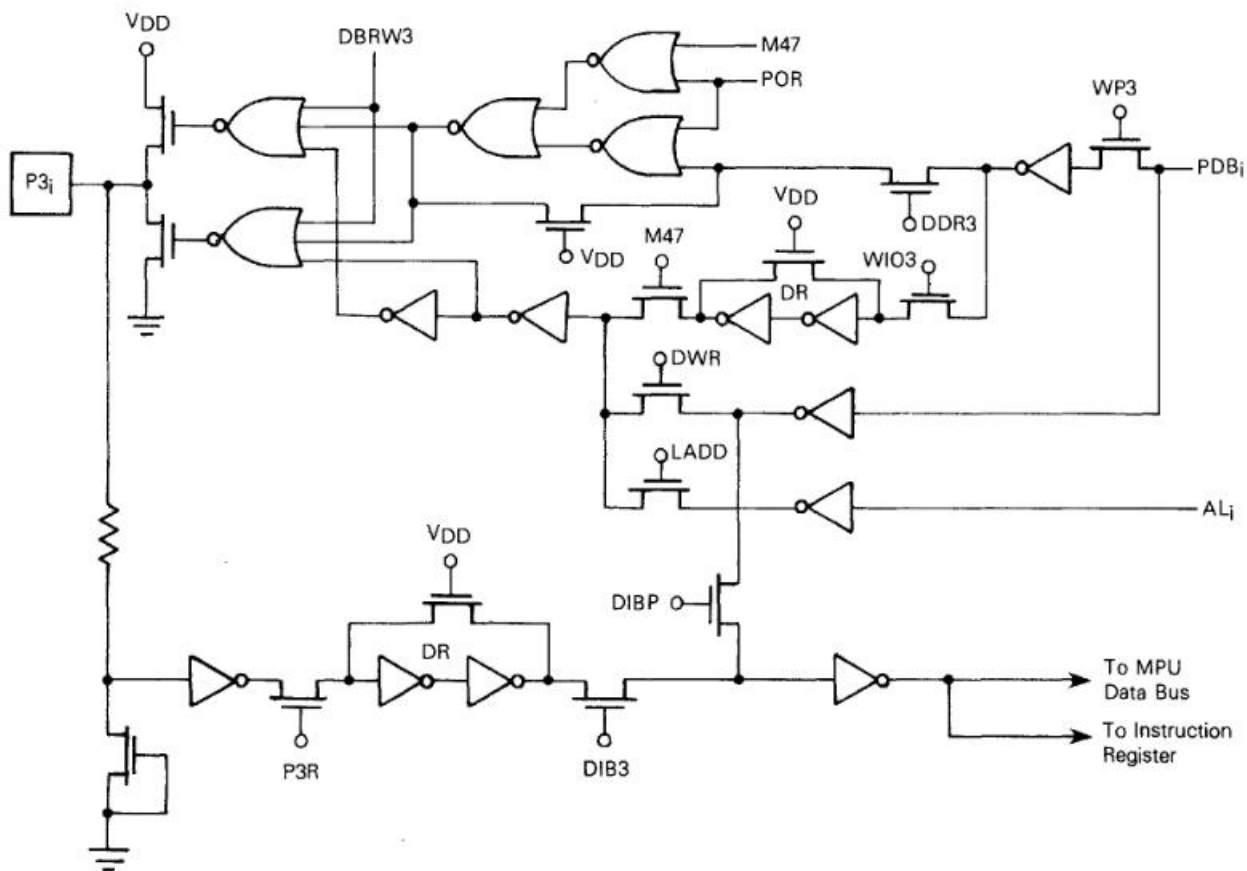 VDD
DBRW3
M47
POR
WP3
P3i
PDBi
VDD
DDR3
VDD
M47
WIO3
DR
DWR
LADD
ALi
VDD
DIBP
DR
To MPU
Data Bus
To Instruction
Register
P3R
DIB3